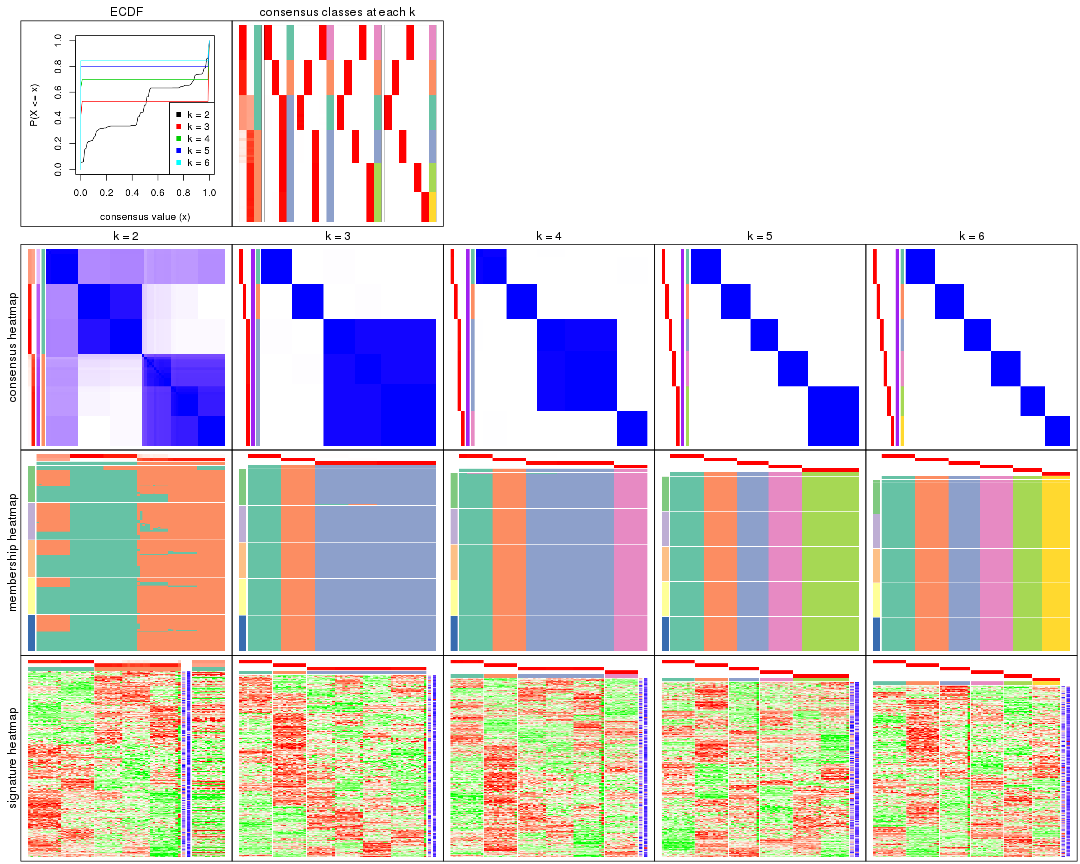 ECDF
consensus classes at each k
P(X <= x)
1.0
0.8
0.6
0.4
0.2
0.0
k = 2
k = 3
k = 4
k = 5
k = 6
0.0 0.2 0.4 0.6 0.8 1.0
consensus value (x)
k = 2 k = 3 k = 4 k = 5 k = 6
consensus heatmap
membership heatmap
signature heatmap